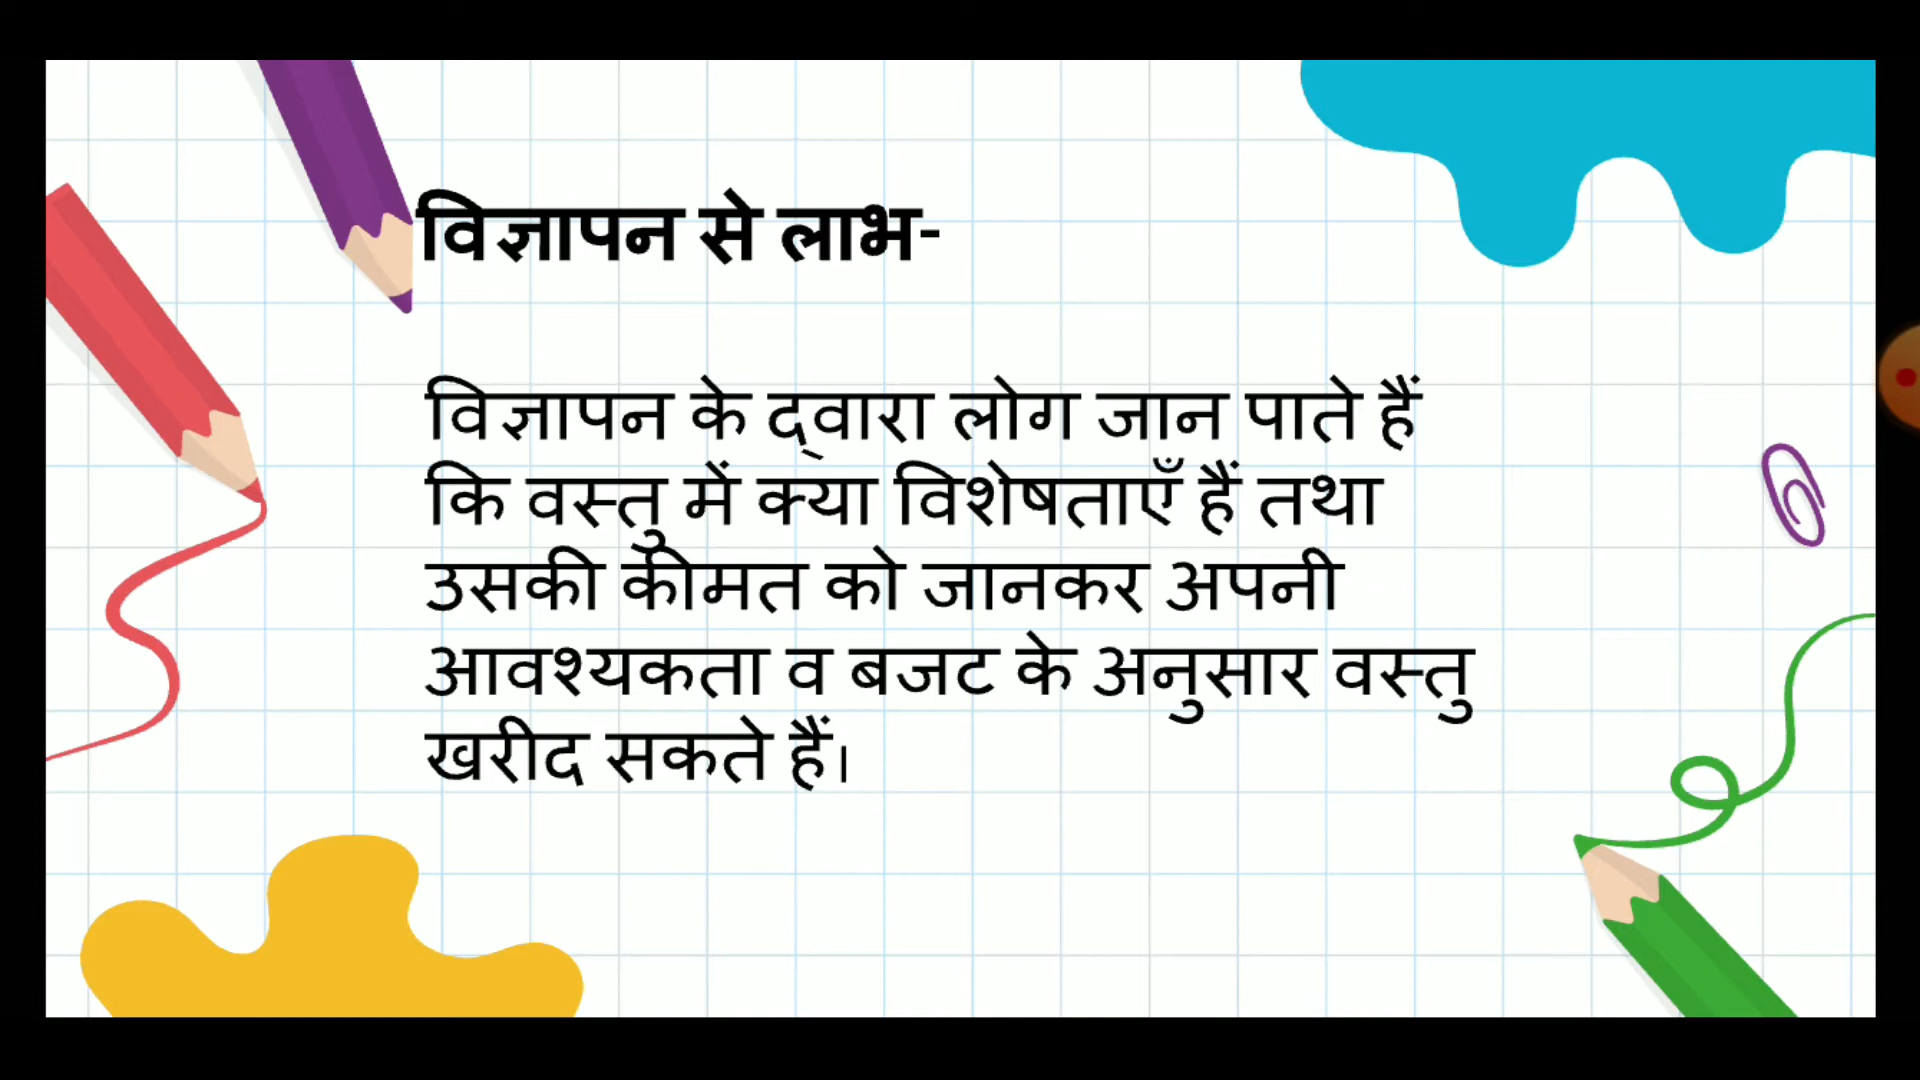 विज्ञापन से लाभ-
विज्ञापन के द्वारा लोग जान पाते हैं
कि वस्तु में क्या विशेषताएँ हैं तथा
उसकी कीमत को जानकर अपनी
आवश्यकता व बजट के अनुसार वस्तु
खरीद सकते हैं।